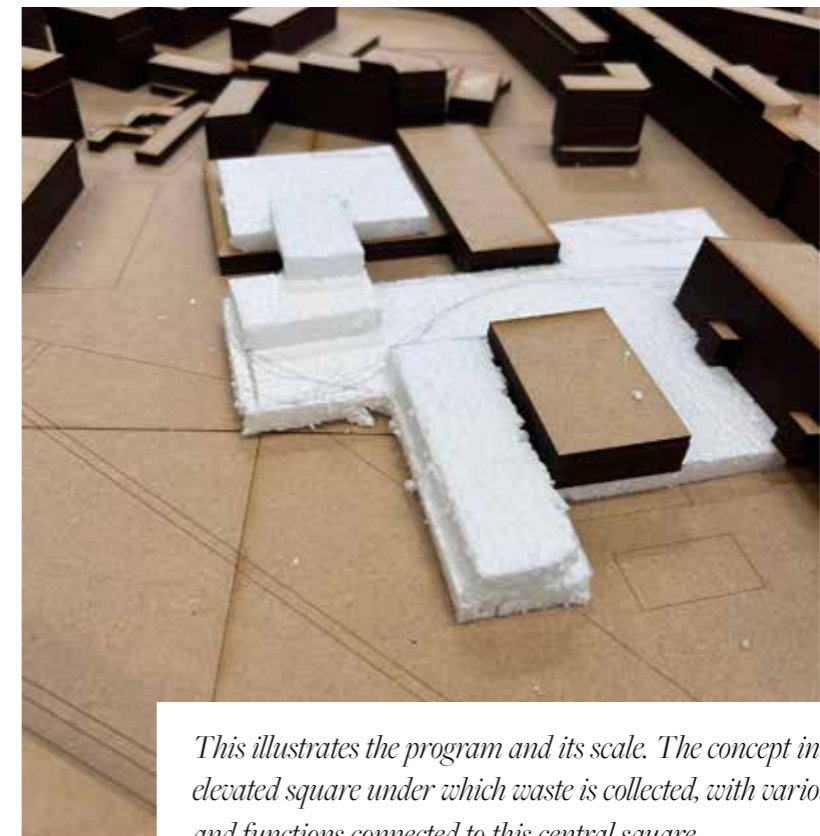 This illustrates the program and its scale. The concept in
elevated square under which waste is collected, with vario
and functions connected to this central square.